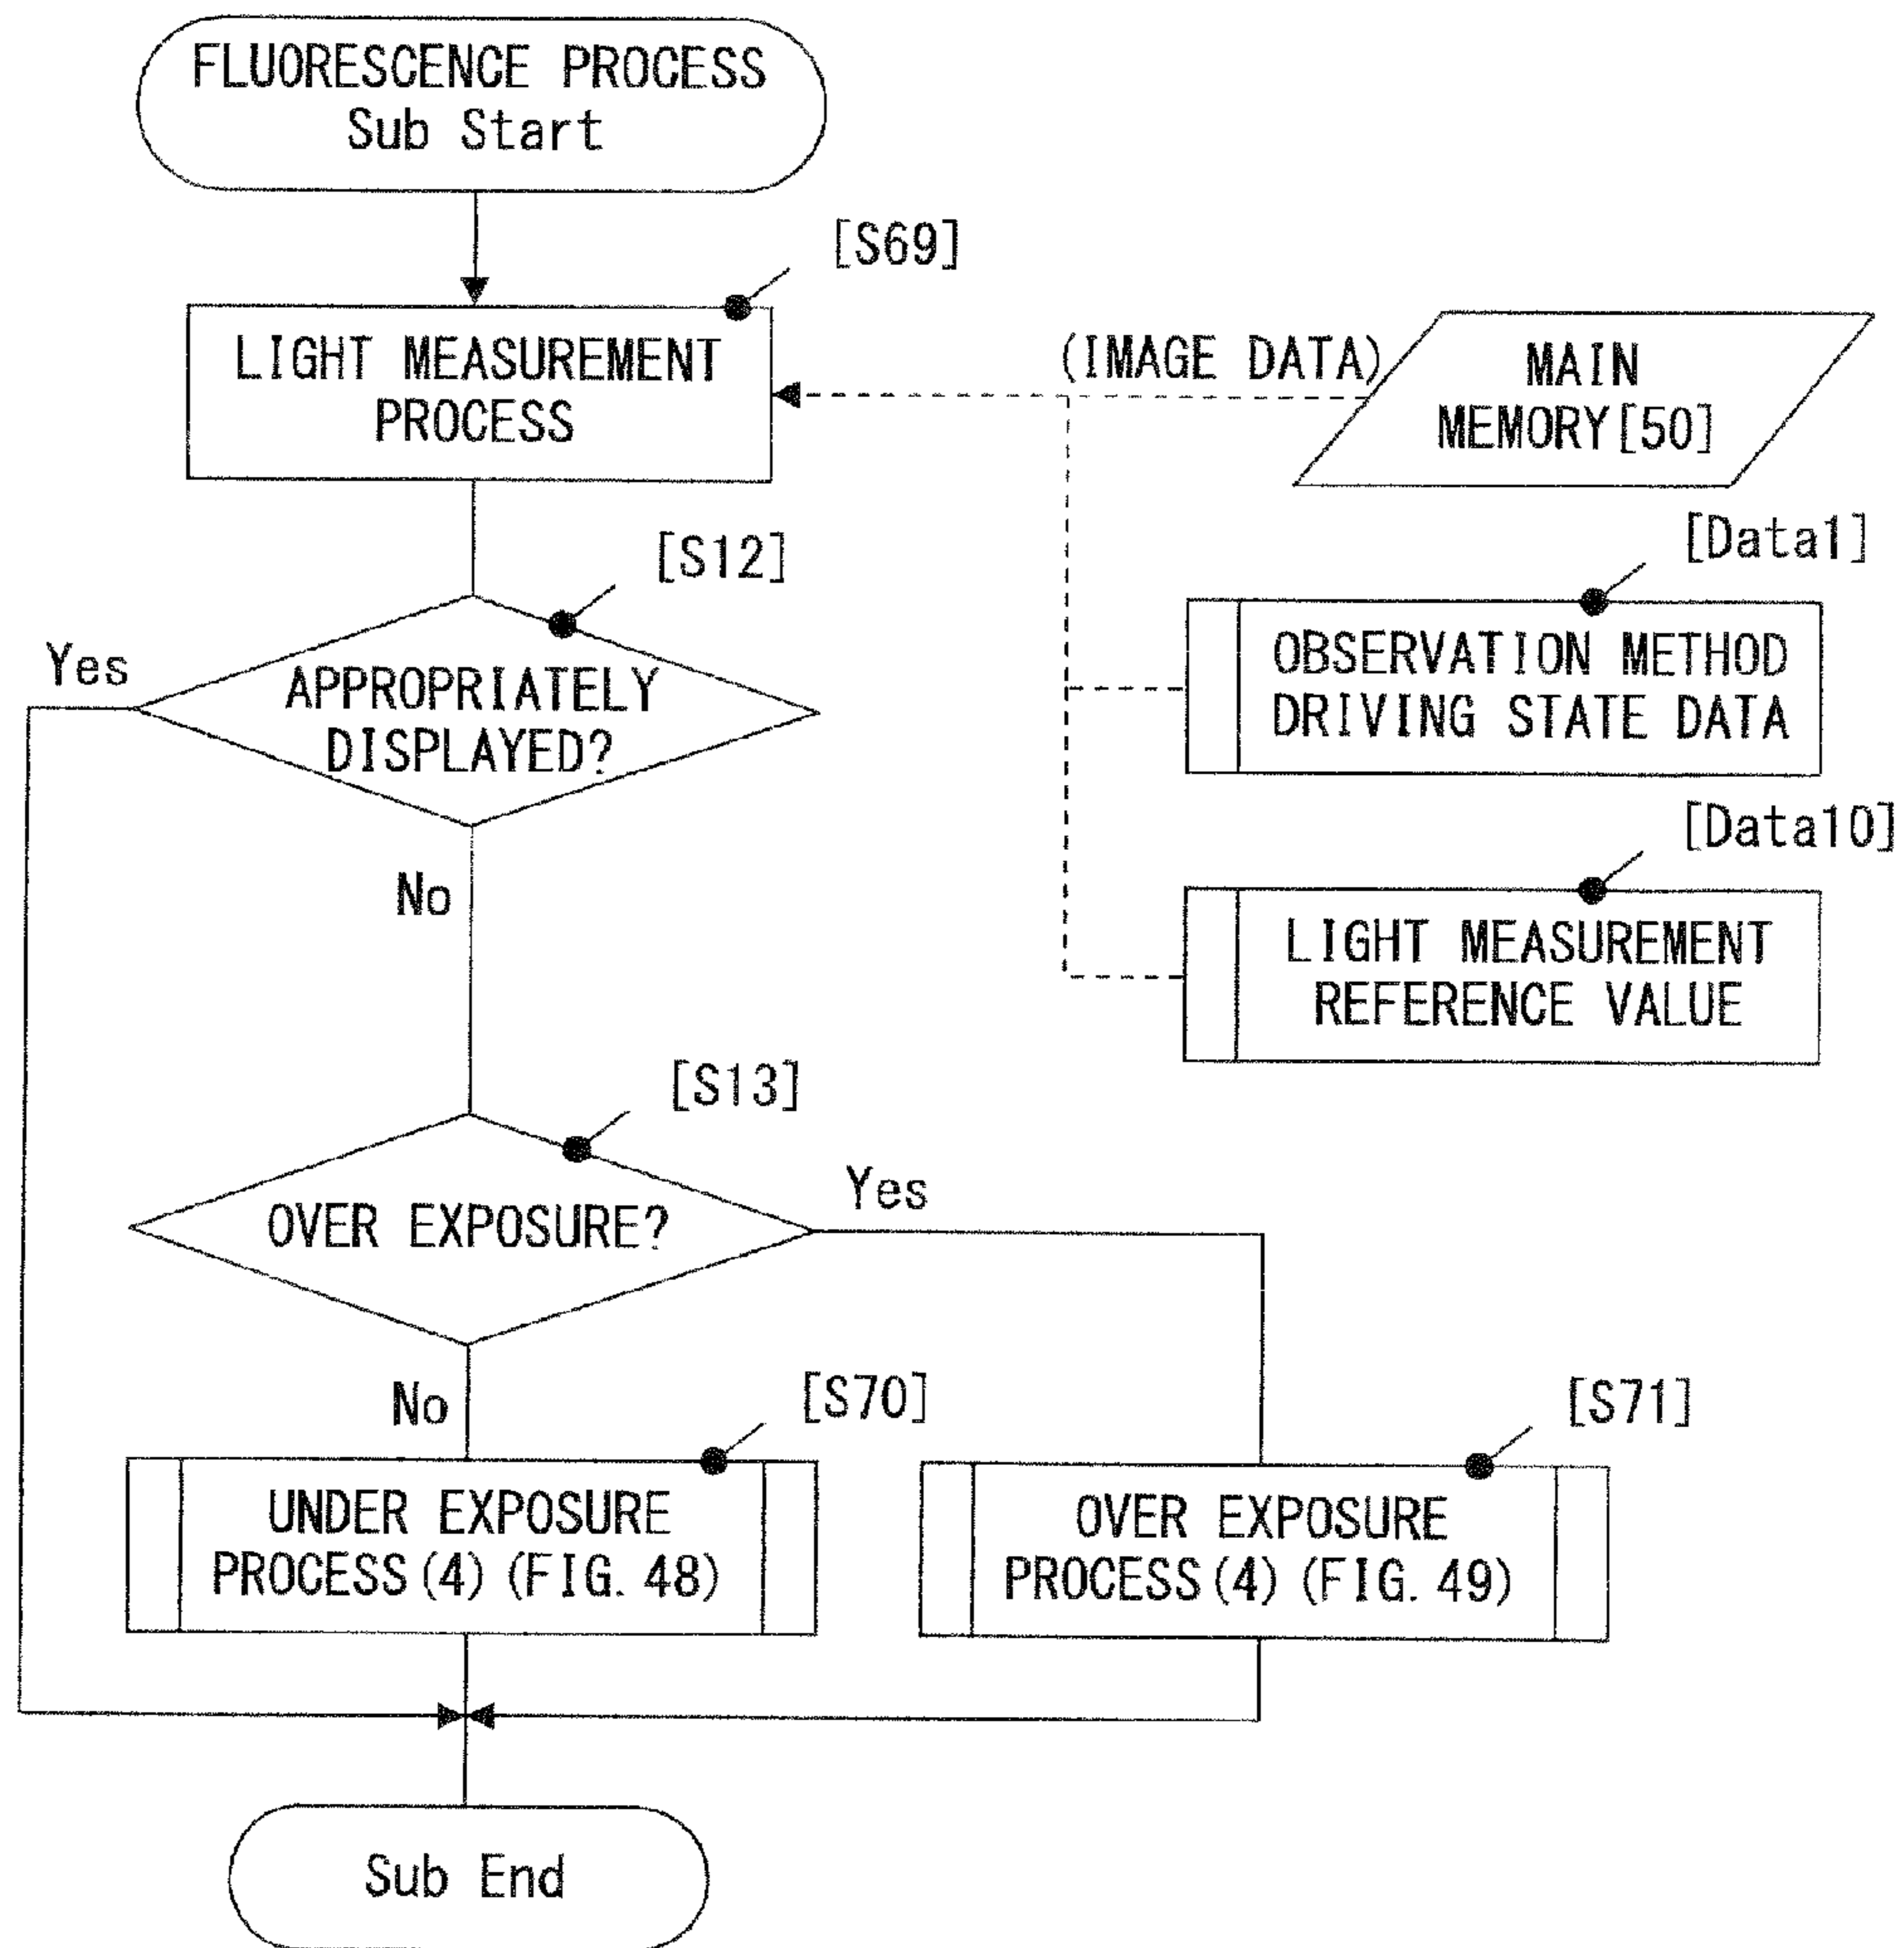 FLUORESCENCE PROCESS
Sub Start
[S69]
LIGHT MEASUREMENT
PROCESS
(IMAGE DATA)
MAIN
MEMORY[50]
[S12]
[Data1]
Yes
APPROPRIATELY
DISPLAYED?
OBSERVATION METHOD
DRIVING STATE DATA
[Data10]
No
LIGHT MEASUREMENT
REFERENCE VALUE
[S13]
OVER EXPOSURE?
Yes
No
[S70]
[S71]
UNDER EXPOSURE
PROCESS(4)(FIG. 48)
OVER EXPOSURE
PROCESS(4)(FIG. 49)
Sub End